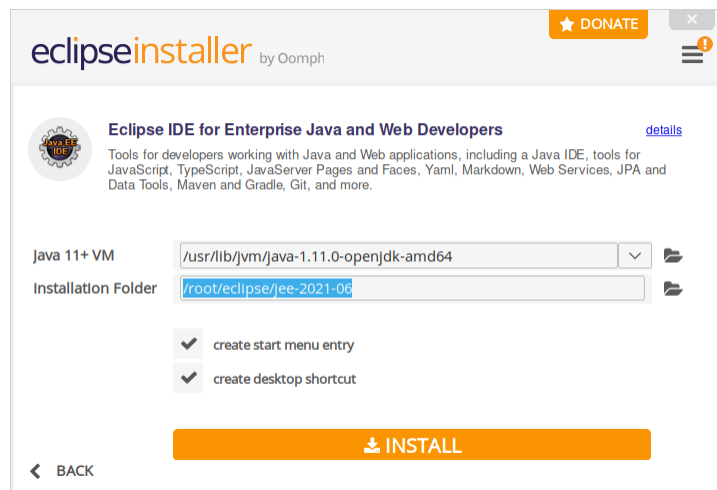 DONATE
eclipseinstaller by Oomph
Java EE
IDE
Eclipse IDE for Enterprise Java and Web Developers
details
Tools for developers working with Java and Web applications, including a Java IDE, tools for
JavaScript, TypeScript, JavaServer Pages and Faces, Yaml, Markdown, Web Services, JPA and
Data Tools, Maven and Gradle, Git, and more.
Java 11+ VM
/usr/lib/jvm/java-1.11.0-openjdk-amd64
Installation Folder
/root/eclipse/jee-2021-06
create start menu entry
create desktop shortcut
INSTALL
BACK